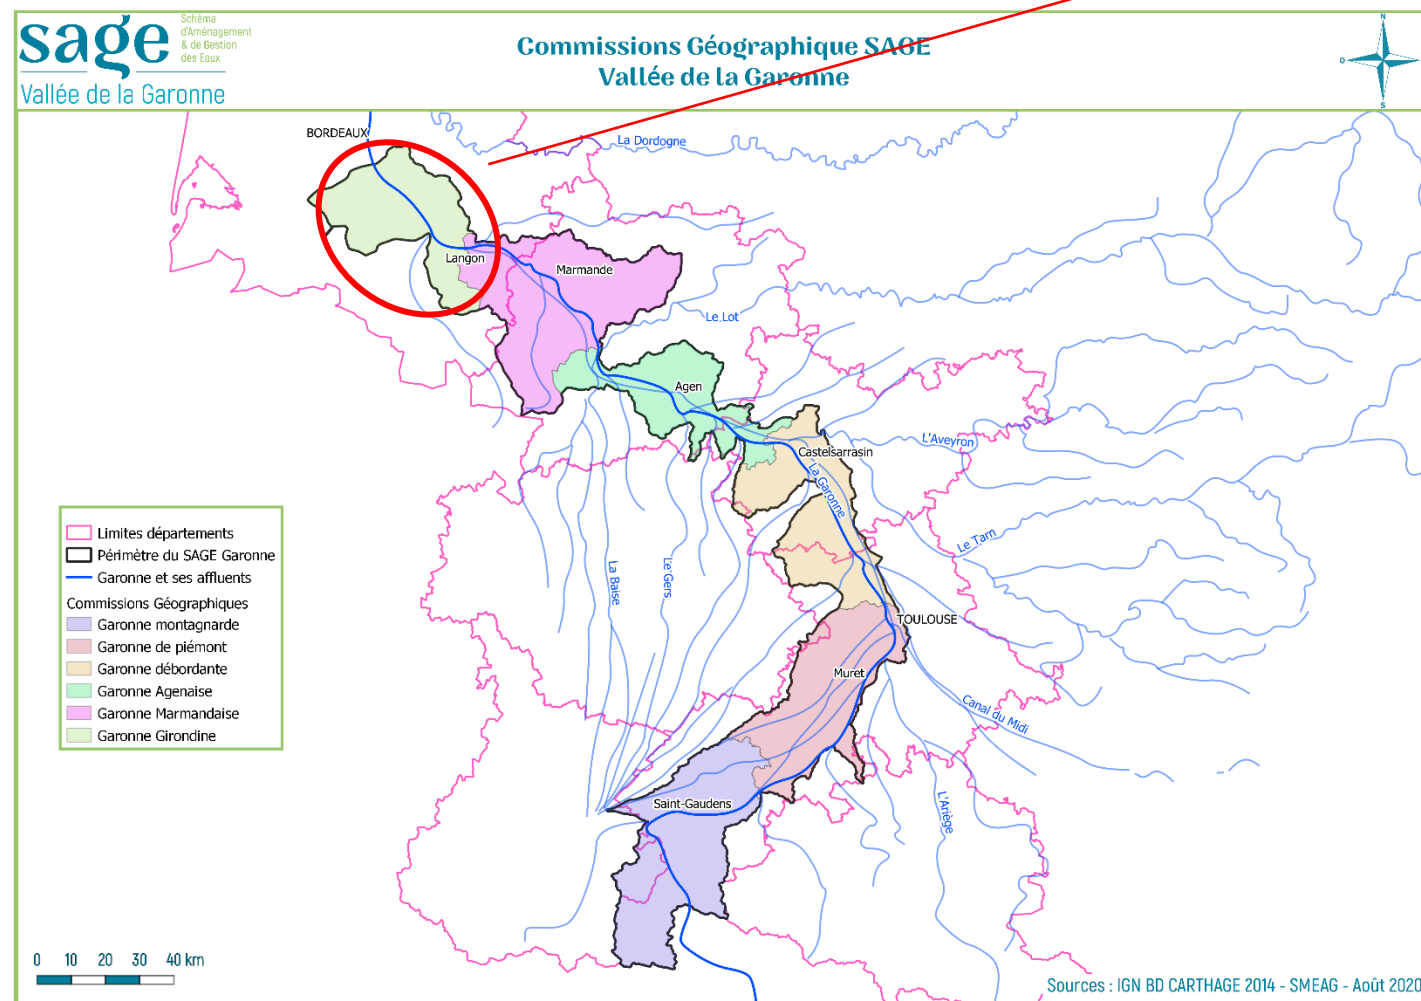 sage
Schéma
d'Aménagement
& de Gestion
des Eaux
Vallée de la Garonne
Commissions Géographique SAGE
Vallée de la Garonne
N
O
S
BORDEAUX
La Dordogne
Langon
Marmande
Le Lot
Agen
L'Aveyron
Castelsarrasin
La Garonne
Le Tarn
La Baïse
Le Gers
TOULOUSE
Muret
Canal du Midi
Saint-Gaudens
L'Ariège
Limites départements
Périmètre du SAGE Garonne
Garonne et ses affluents
Commissions Géographiques
Garonne montagnarde
Garonne de piémont
Garonne débordante
Garonne Agenaise
Garonne Marmandaise
Garonne Girondine
0 10 20 30 40 km
Sources : IGN BD CARTHAGE 2014 - SMEAG - Août 2020